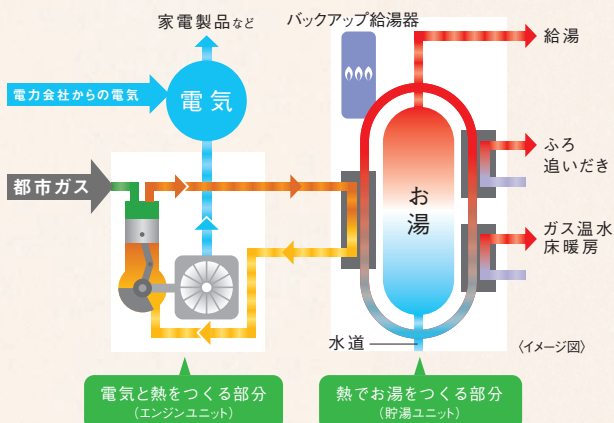 家電製品など
バックアップ給湯器
給湯
電力会社からの電気
電気
ふろ
追いだき
都市ガス
お湯
ガス温水
床暖房
水道
〈イメージ図〉
電気と熱をつくる部分
(エンジンユニット)
熱でお湯をつくる部分
(貯湯ユニット)